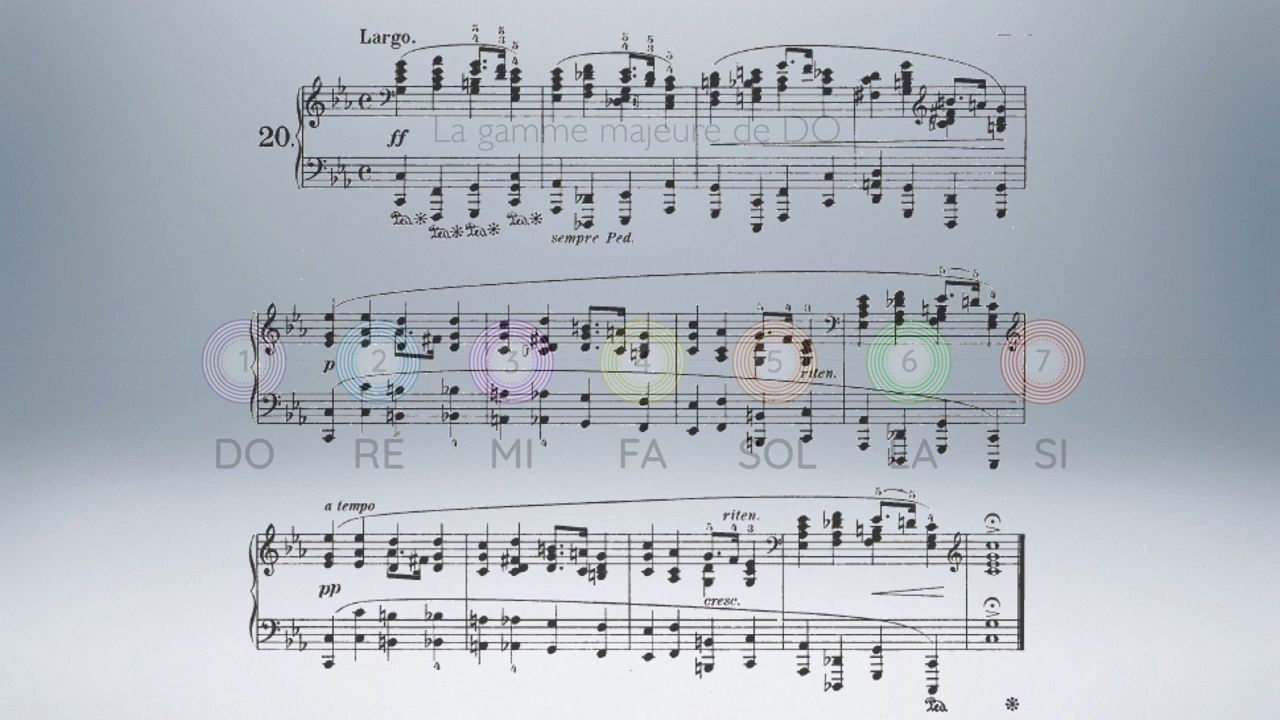 Largo.
20.
ff
La gamme majeure de DO
sempre Ped.
p
riten.
1 2 3 4 5 6 7
DO RÉ MI FA SOL LA SI
a tempo
riten.
pp
cresc.